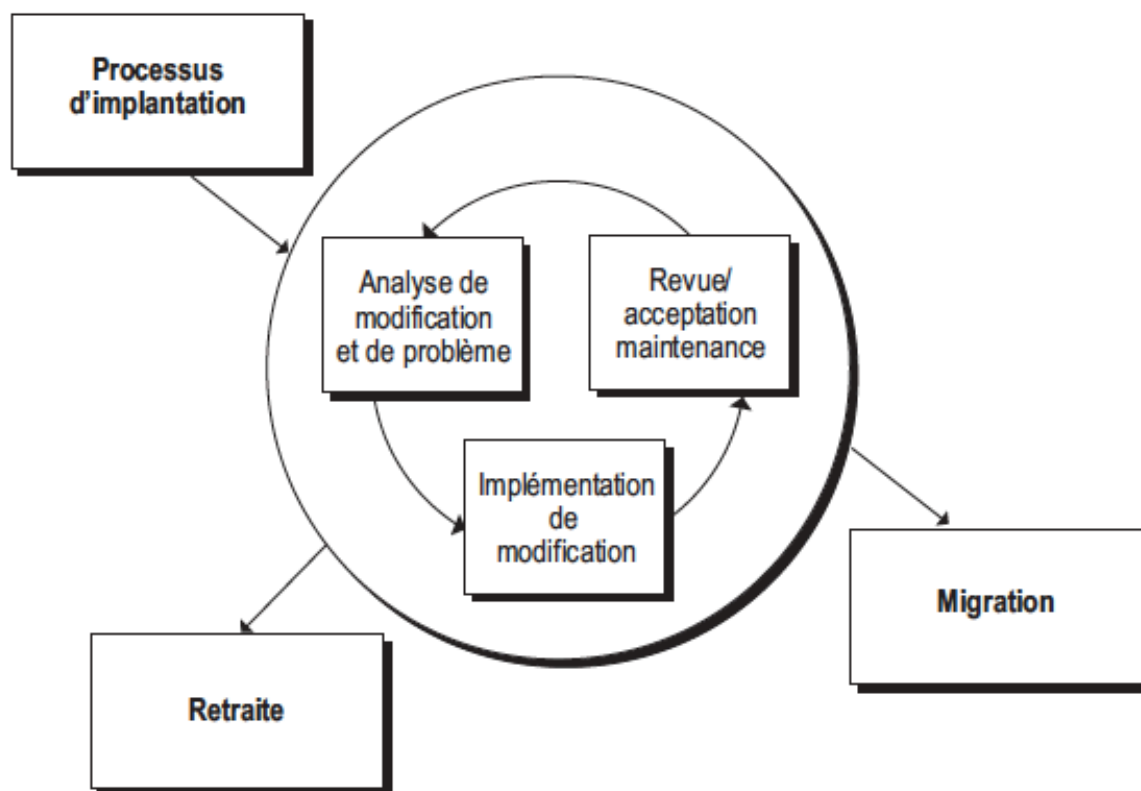 Processus
d'implantation
Analyse de
modification
et de problème
Revue/
acceptation
maintenance
Implémentation
de
modification
Migration
Retraite